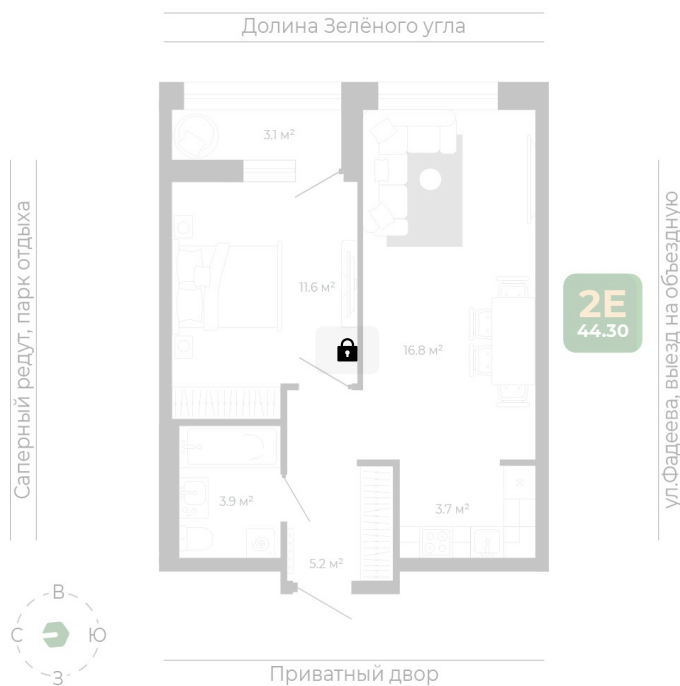 Долина Зелёного угла
3.1 м²
Саперный редут, парк отдыха
ул.Фадеева, выезд на объездную
11.6 м²
2Е
44.30
16.8 м²
3.9 м²
3.7 м²
5.2 м²
В
С
Ю
З
Приватный двор